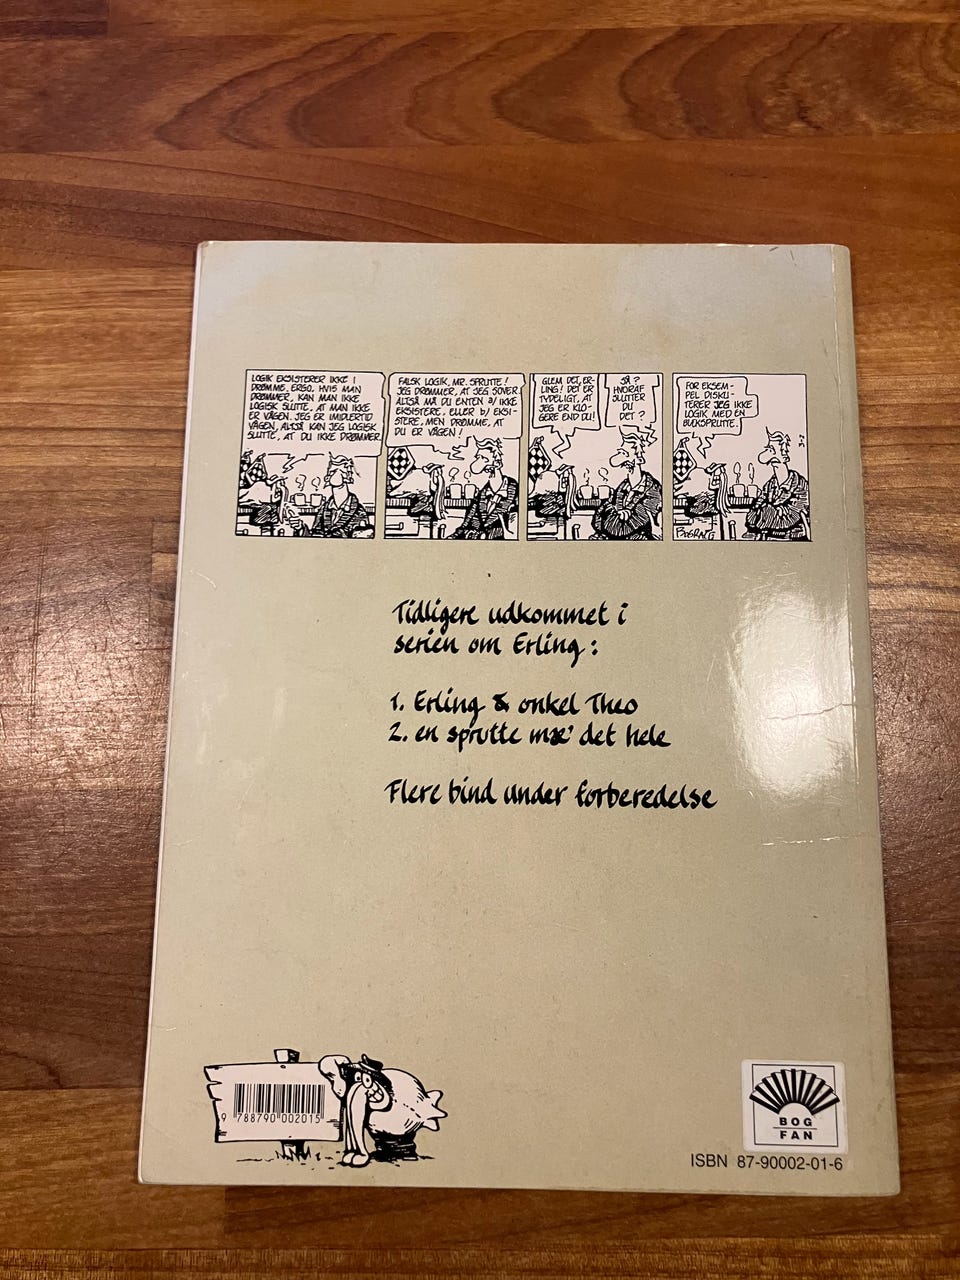 LOGIK EKSISTERER IKKE I
DRØMME. ERGO, HVIS MAN
DRØMMER, KAN MAN IKKE
LOGISK SLUTTE, AT MAN IKKE
ER VÅGEN. JEG ER IMIDLERTID
VÅGEN, ALTSÅ KAN JEG LOGISK
SLUTTE, AT DU IKKE DRØMMER.
FALSK LOGIK, MR. SPRUTTE!
JEG DRØMMER, AT JEG SOVER.
ALTSÅ MÅ DU ENTEN a/ IKKE
EKSISTERE, ELLER b/ EKSI-
STERE, MEN DRØMME, AT
DU ER VÅGEN!
GLEM DET, ER-
LING! DET ER
TYDELIGT, AT
JEG ER KLO-
GERE END DU!
SÅ?
HVORAF
SLUTTER
DU
DET?
FOR EKSEM-
PEL DISKU-
TERER JEG IKKE
LOGIK MED EN
BLÆKSPRUTTE.
3-2
Tidligere udkommet i
serien om Erling:
1. Erling & onkel Theo
2. en sprutte mæ' det hele
Flere bind under forberedelse
9 788790 002015
BOG
FAN
ISBN 87-90002-01-6